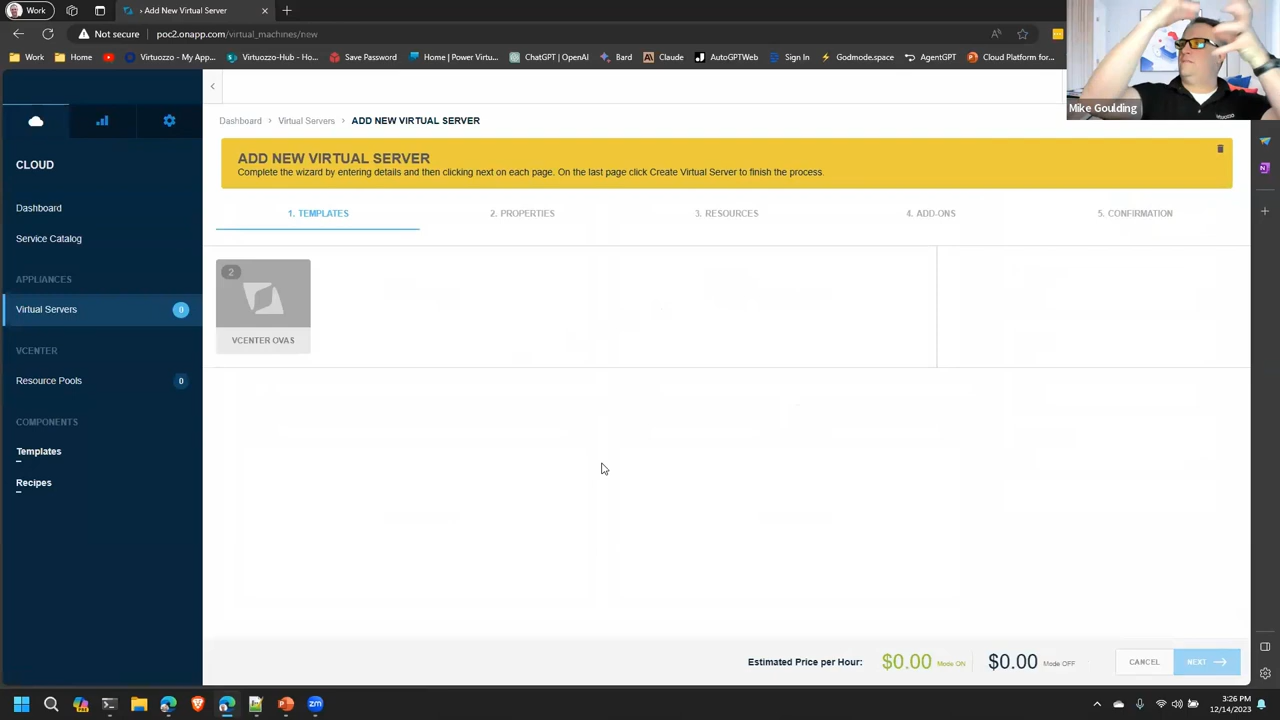 Work
› Add New Virtual Server
Not secure
poc2.onapp.com/virtual_machines/new
Work
Home
Virtuozzo - My Ap...
Virtuozzo-Hub - Ho...
Save Password
Home | Power Virtu...
ChatGPT | OpenAI
Bard
Claude
AutoGPTWeb
Sign In
Godmode.space
AgentGPT
Cloud Platform for...
Mike Goulding
Dashboard › Virtual Servers › ADD NEW VIRTUAL SERVER
CLOUD
Dashboard
Service Catalog
APPLIANCES
Virtual Servers 0
VCENTER
Resource Pools 0
COMPONENTS
Templates
Recipes
ADD NEW VIRTUAL SERVER
Complete the wizard by entering details and then clicking next on each page. On the last page click Create Virtual Server to finish the process.
1. TEMPLATES
2. PROPERTIES
3. RESOURCES
4. ADD-ONS
5. CONFIRMATION
2
VCENTER OVAS
Estimated Price per Hour: $0.00 Mode ON $0.00 Mode OFF
CANCEL
NEXT
3:26 PM
12/14/2023